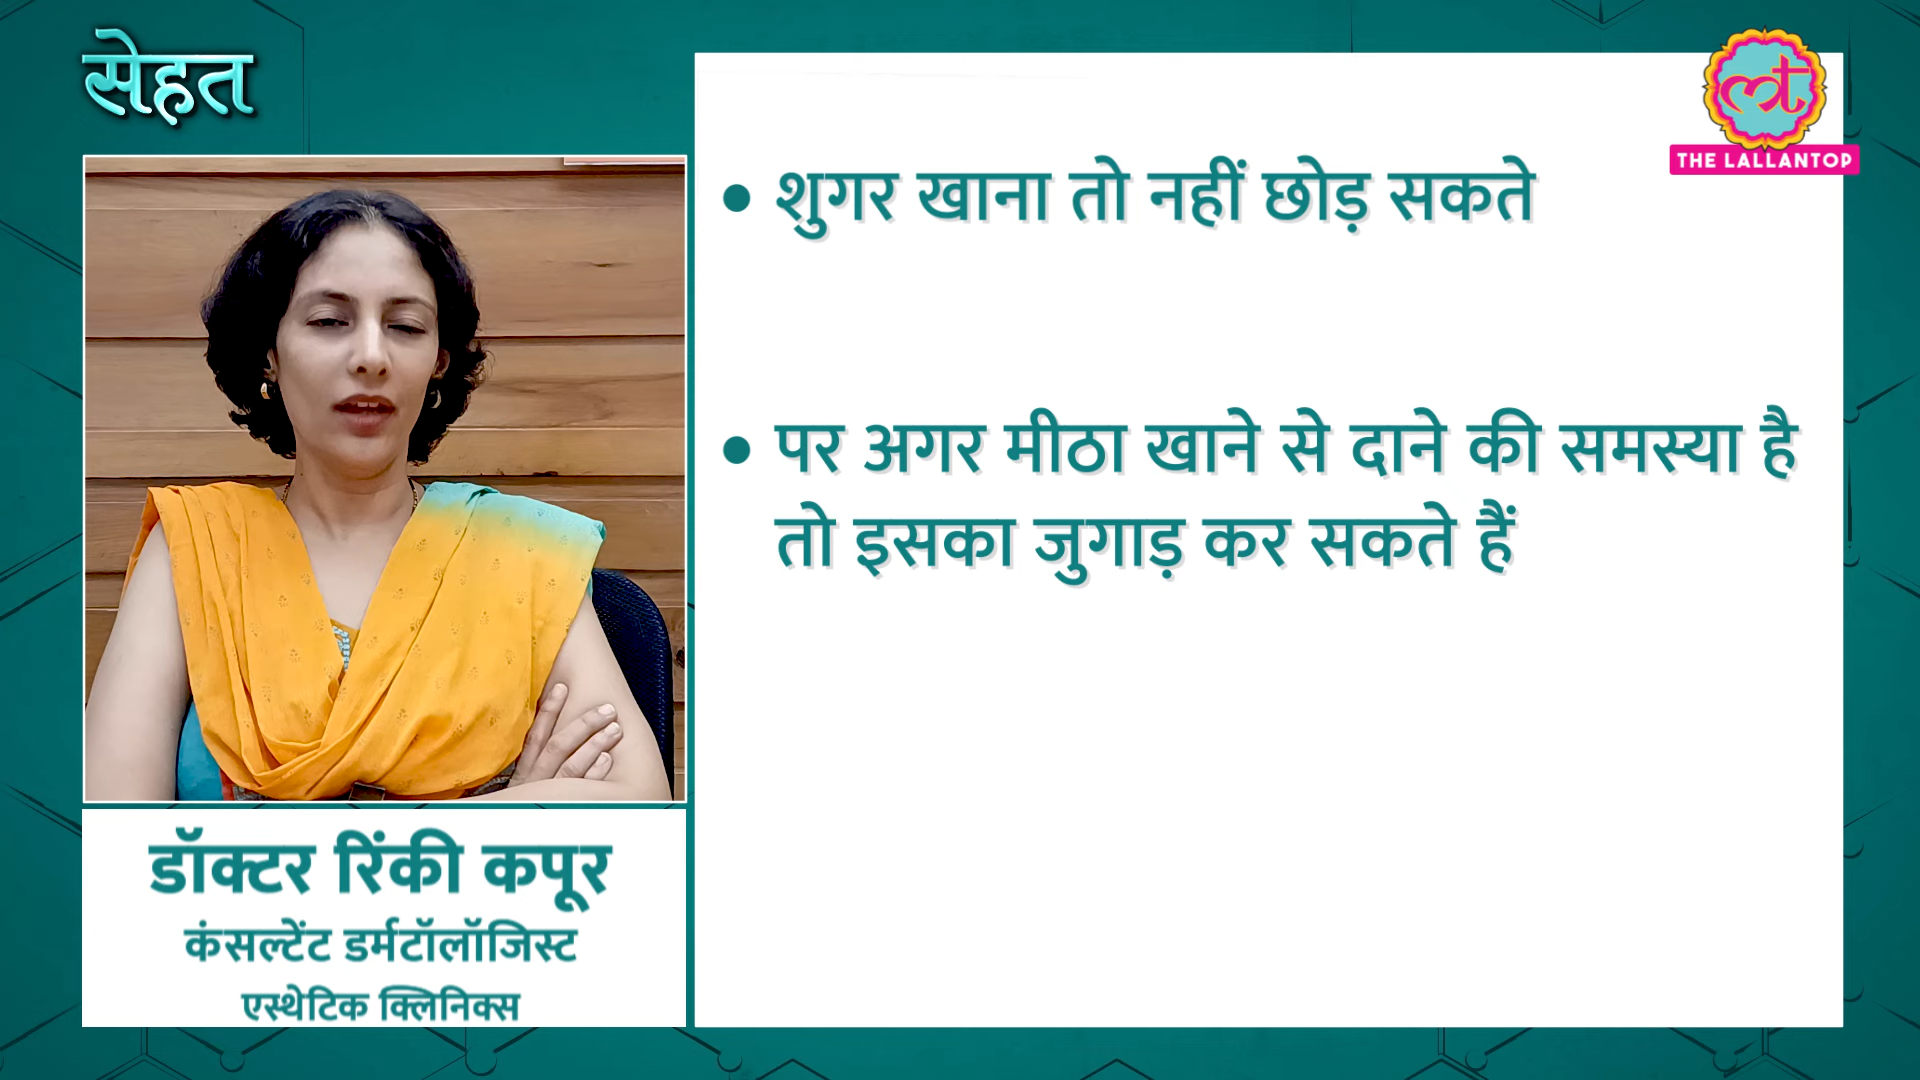 सेहत
THE LALLANTOP
• शुगर खाना तो नहीं छोड़ सकते
• पर अगर मीठा खाने से दाने की समस्या है
तो इसका जुगाड़ कर सकते हैं
डॉक्टर रिंकी कपूर
कंसल्टेंट डर्मटॉलॉजिस्ट
एस्थेटिक क्लिनिक्स